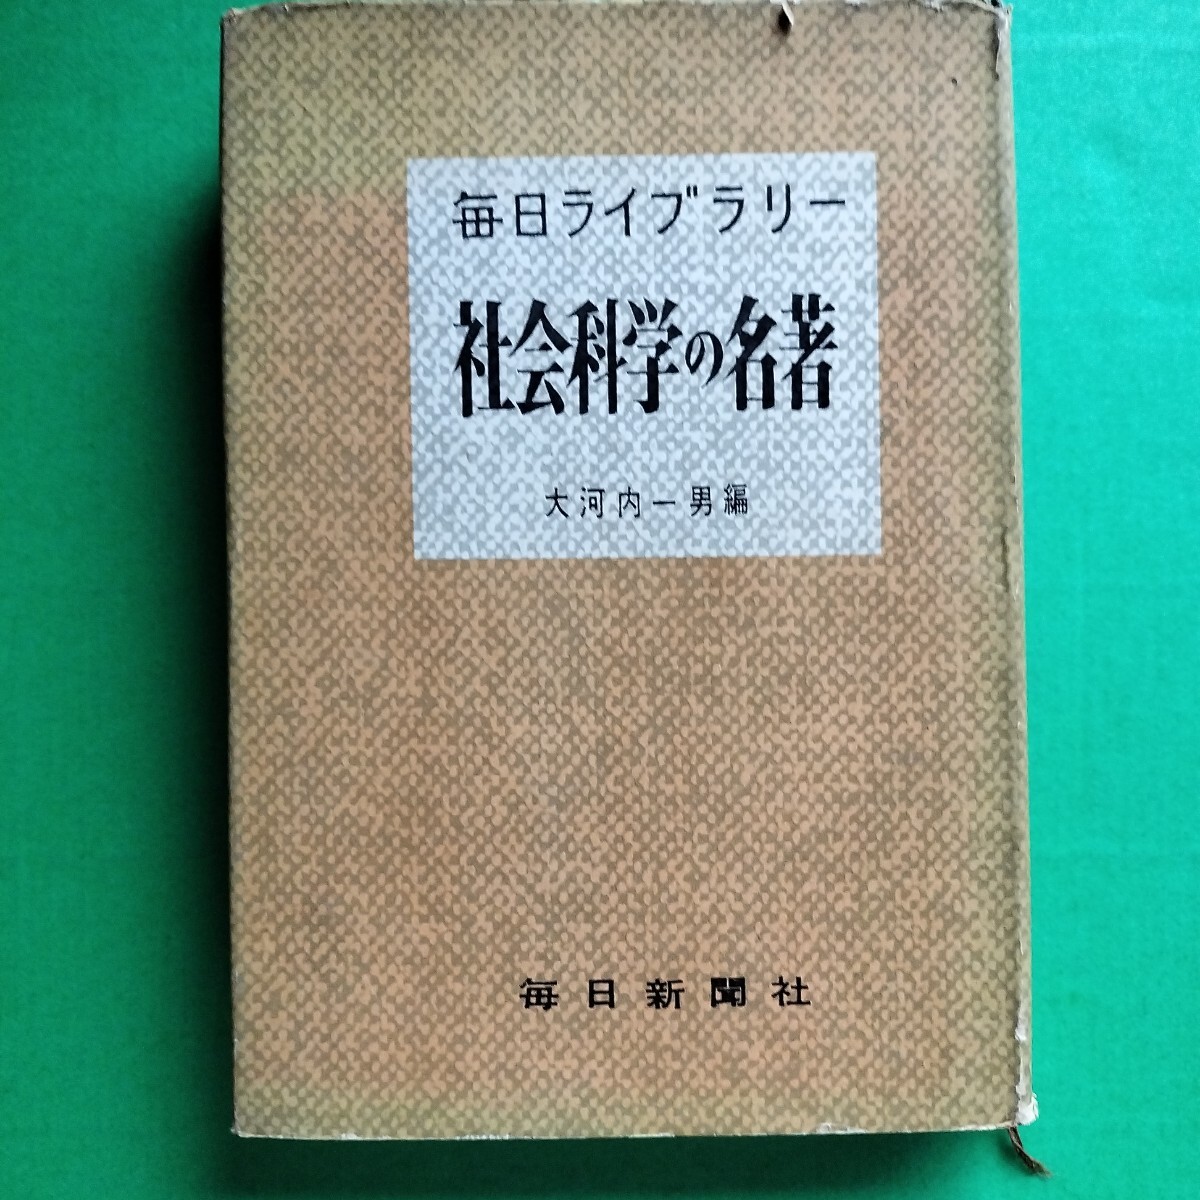 毎日ライブラリー
社会科学の名著
大河内一男編
毎日新聞社